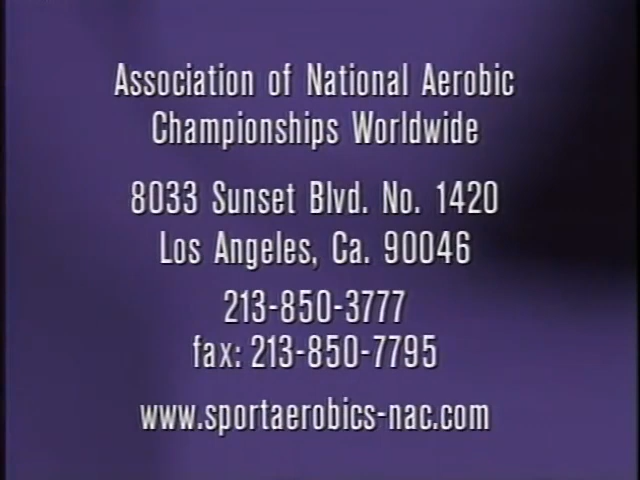 Association of National Aerobic
Championships Worldwide
8033 Sunset Blvd. No. 1420
Los Angeles, Ca. 90046
213-850-3777
fax: 213-850-7795
www.sportaerobics-nac.com